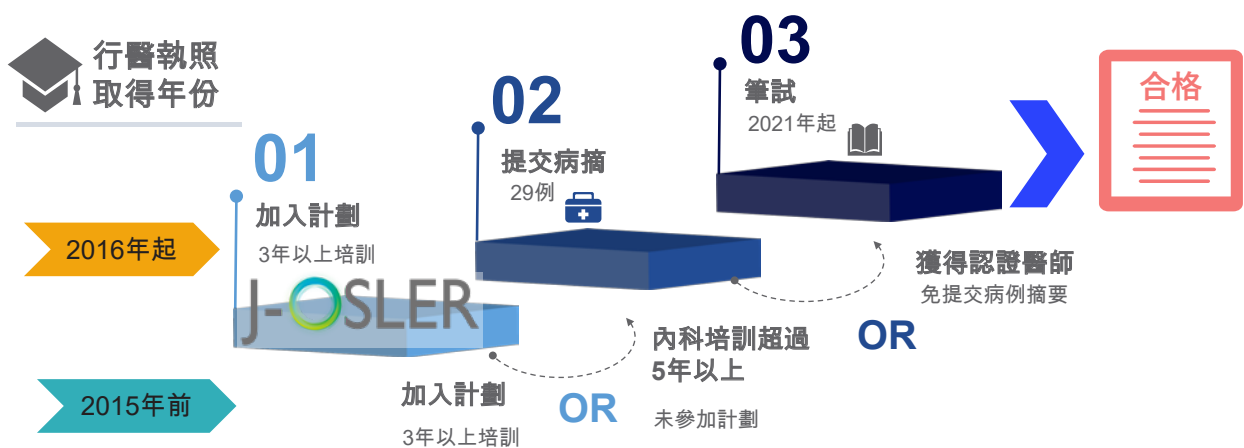 行醫執照
取得年份
01
加入計劃
3年以上培訓
02
提交病摘
29例
03
筆試
2021年起
合格
2016年起
J-OSLER
獲得認證醫師
免提交病例摘要
OR
內科培訓超過
5年以上
未參加計劃
OR
2015年前
加入計劃
3年以上培訓